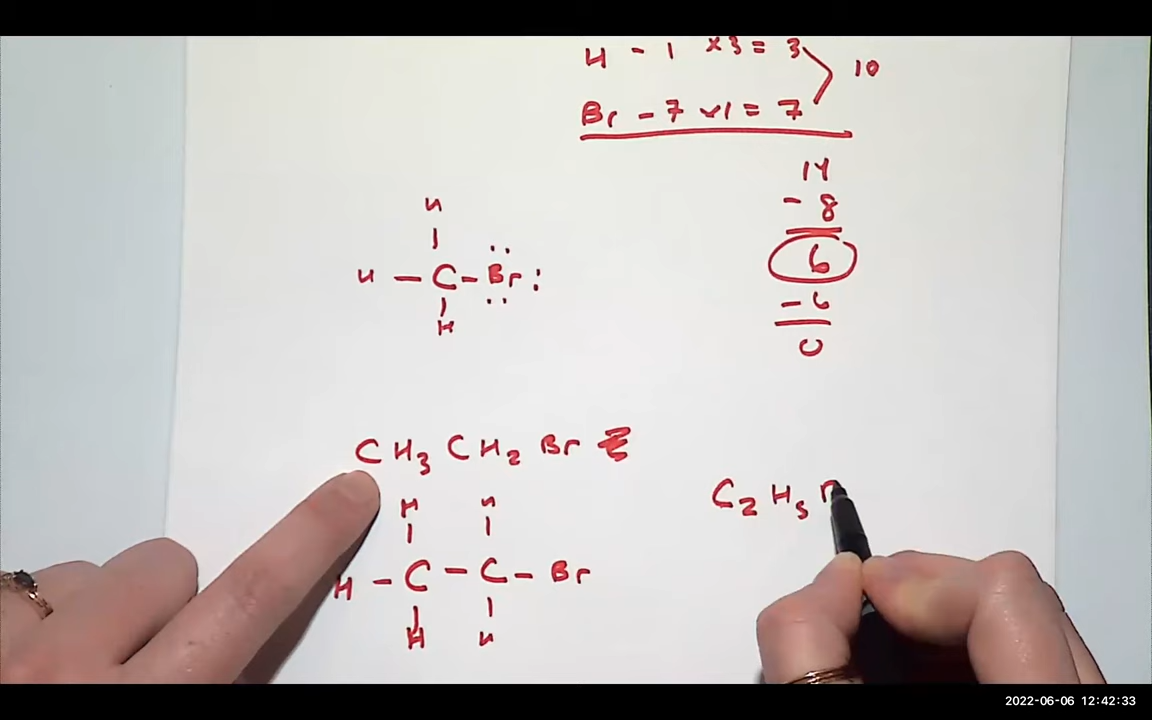 H - 1 x3 = 3
10
Br - 7 x1 = 7
14
- 8
6
- 6
0
H
H - C - Br
H
CH3 CH2 Br
C2 H5
H H
H - C - C - Br
H H
2022-06-06 12:42:33